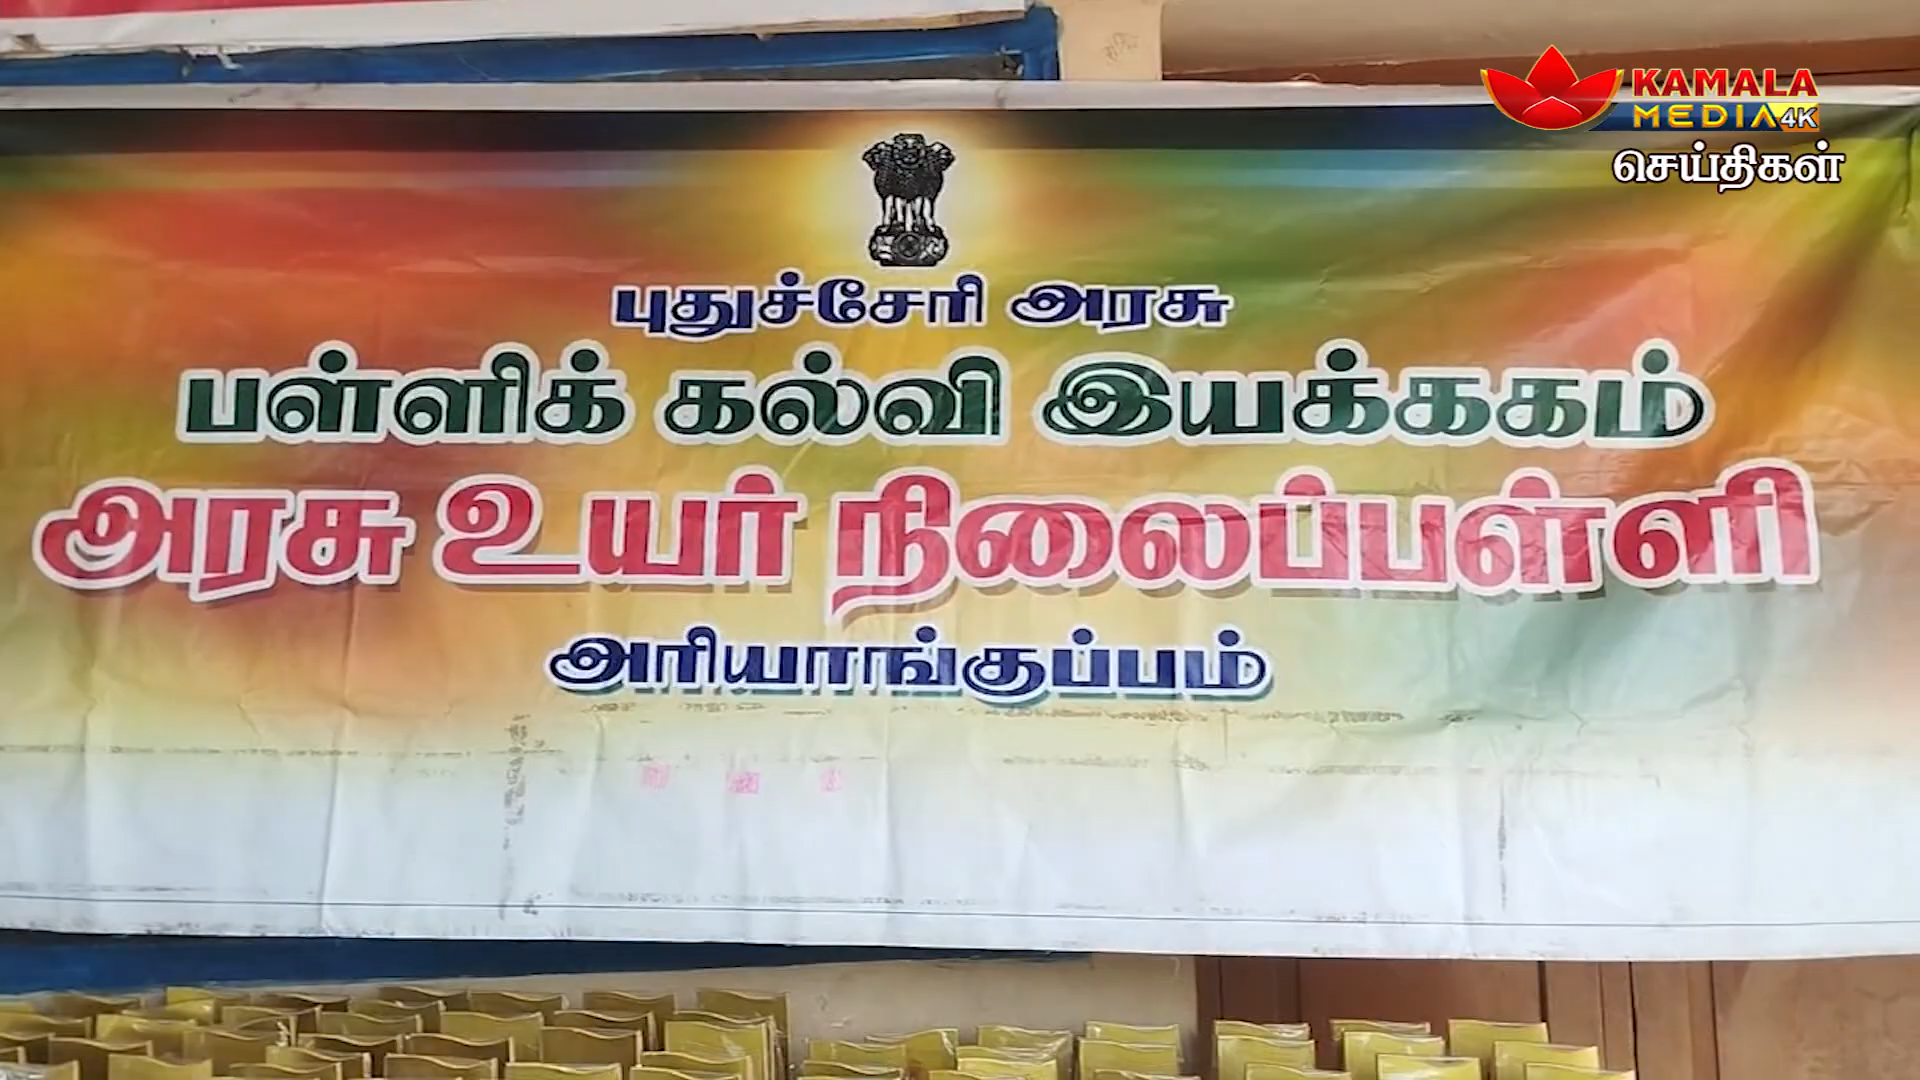 KAMALA
MEDIA 4K
செய்திகள்
புதுச்சேரி அரசு
பள்ளிக் கல்வி இயக்ககம்
அரசு உயர் நிலைப்பள்ளி
அரியாங்குப்பம்